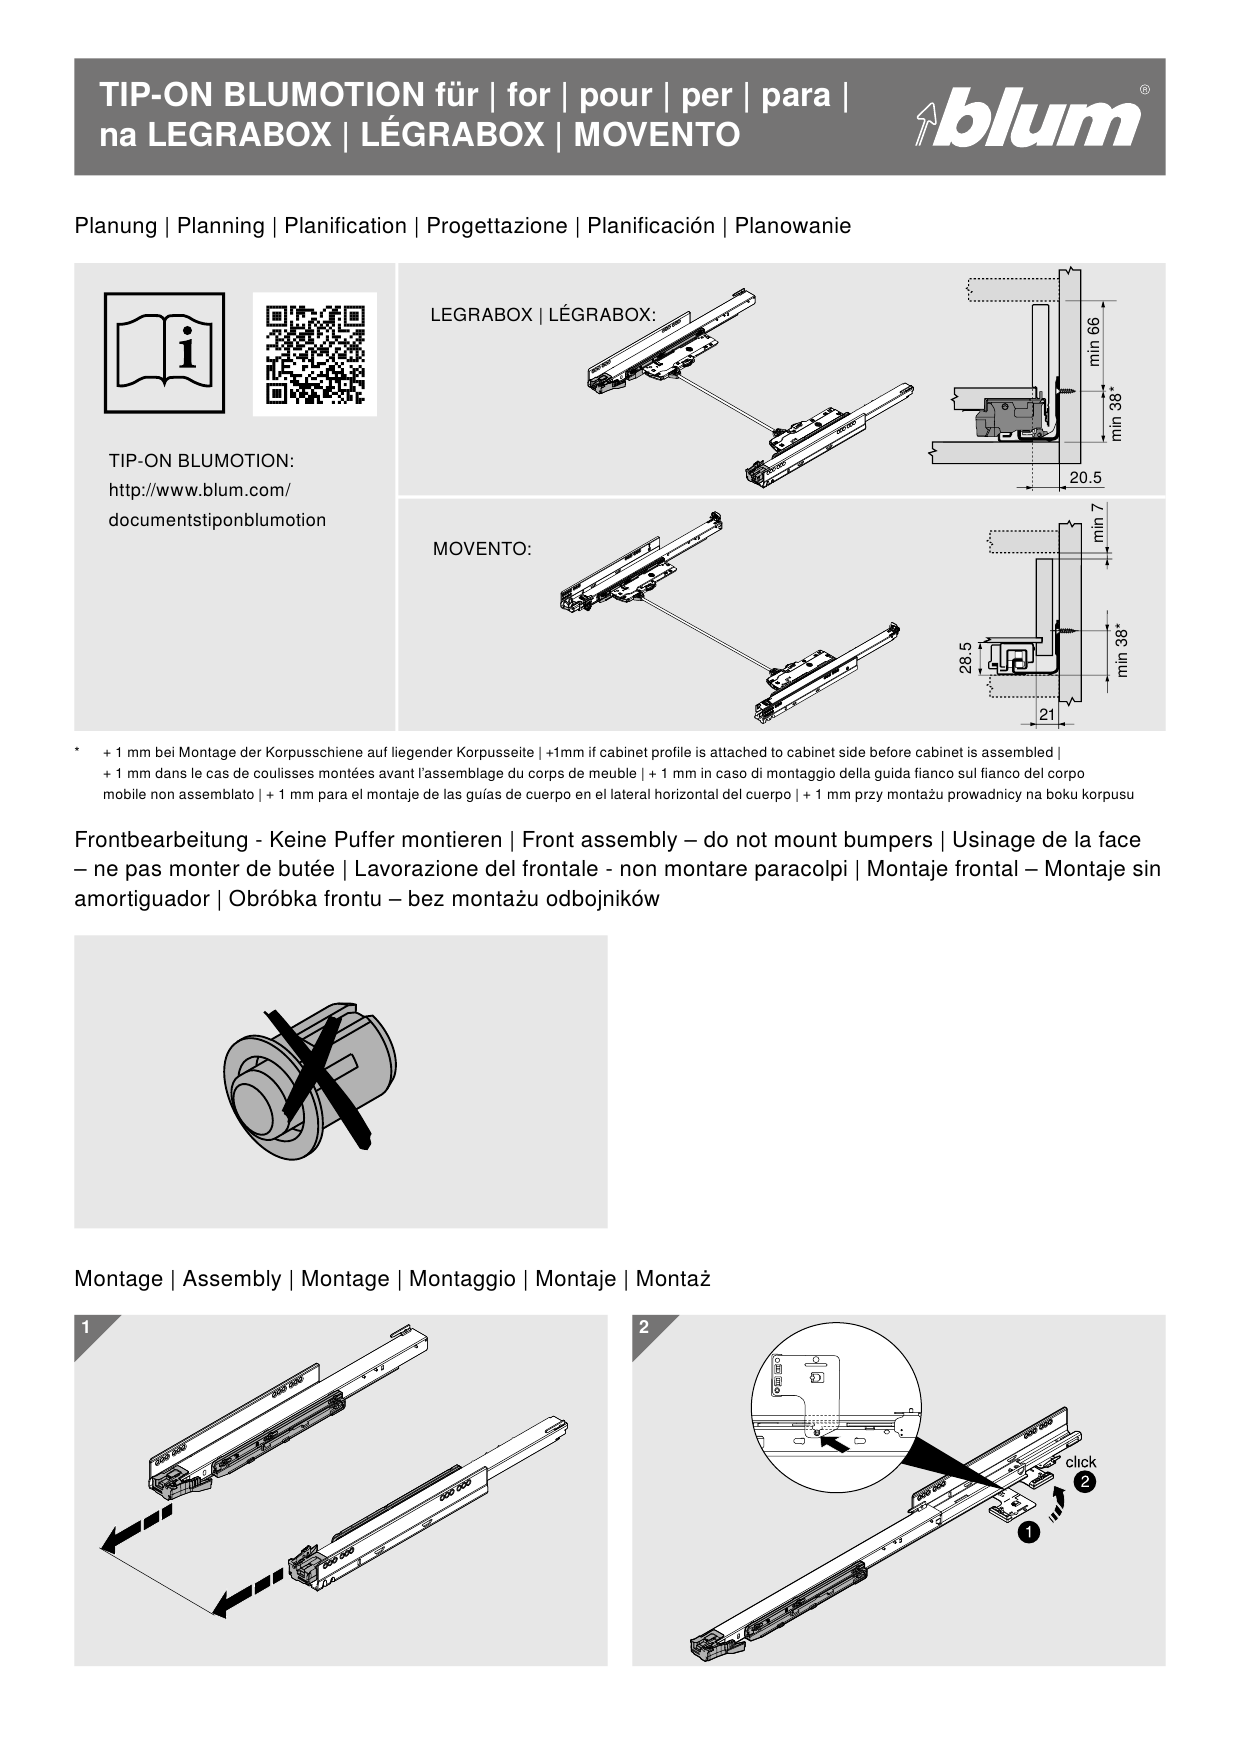 TIP-ON BLUMOTION für | for | pour | per | para |
na LEGRABOX | LÉGRABOX | MOVENTO
blum®
Planung | Planning | Planification | Progettazione | Planificación | Planowanie
i
TIP-ON BLUMOTION:
http://www.blum.com/
documentstiponblumotion
LEGRABOX | LÉGRABOX:
min 66
min 38*
20.5
MOVENTO:
min 7
28.5
min 38*
21
* + 1 mm bei Montage der Korpusschiene auf liegender Korpusseite | +1mm if cabinet profile is attached to cabinet side before cabinet is assembled |
+ 1 mm dans le cas de coulisses montées avant l'assemblage du corps de meuble | + 1 mm in caso di montaggio della guida fianco sul fianco del corpo
mobile non assemblato | + 1 mm para el montaje de las guías de cuerpo en el lateral horizontal del cuerpo | + 1 mm przy montażu prowadnicy na boku korpusu
Frontbearbeitung - Keine Puffer montieren | Front assembly – do not mount bumpers | Usinage de la face
– ne pas monter de butée | Lavorazione del frontale - non montare paracolpi | Montaje frontal – Montaje sin
amortiguador | Obróbka frontu – bez montażu odbojników
Montage | Assembly | Montage | Montaggio | Montaje | Montaż
1
2
click
2
1